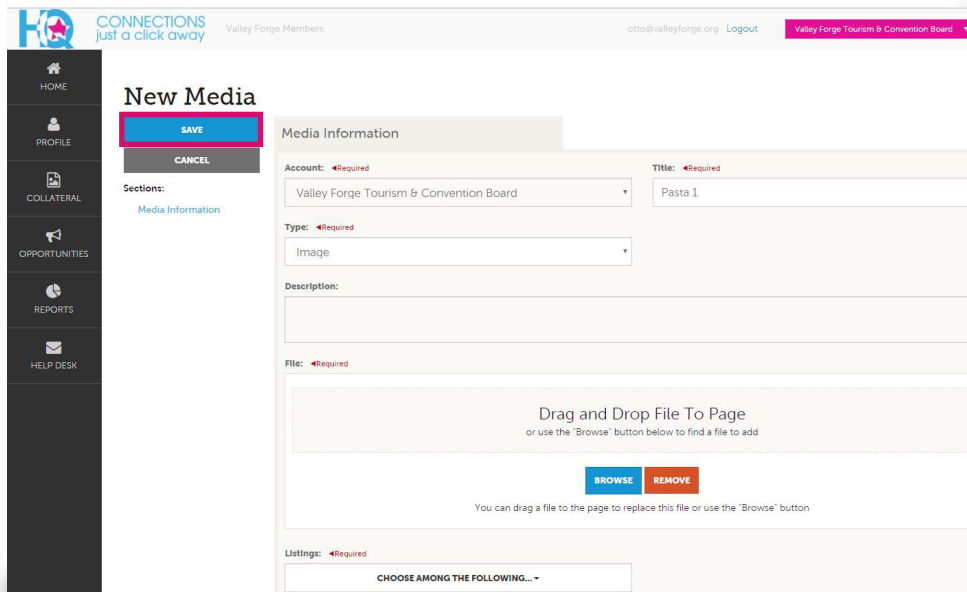 HQ
CONNECTIONS
just a click away
Valley Forge Members
otto@valleyforge.org Logout
Valley Forge Tourism & Convention Board
HOME
PROFILE
COLLATERAL
OPPORTUNITIES
REPORTS
HELP DESK
New Media
SAVE
CANCEL
Sections:
Media Information
Media Information
Account: ◄Required
Valley Forge Tourism & Convention Board
Title: ◄Required
Pasta 1
Type: ◄Required
Image
Description:
File: ◄Required
Drag and Drop File To Page
or use the "Browse" button below to find a file to add
BROWSE REMOVE
You can drag a file to the page to replace this file or use the "Browse" button
Listings: ◄Required
CHOOSE AMONG THE FOLLOWING...